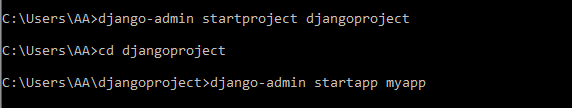 C:\Users\AA>django-admin startproject djangoproject
C:\Users\AA>cd djangoproject
C:\Users\AA\djangoproject>django-admin startapp myapp